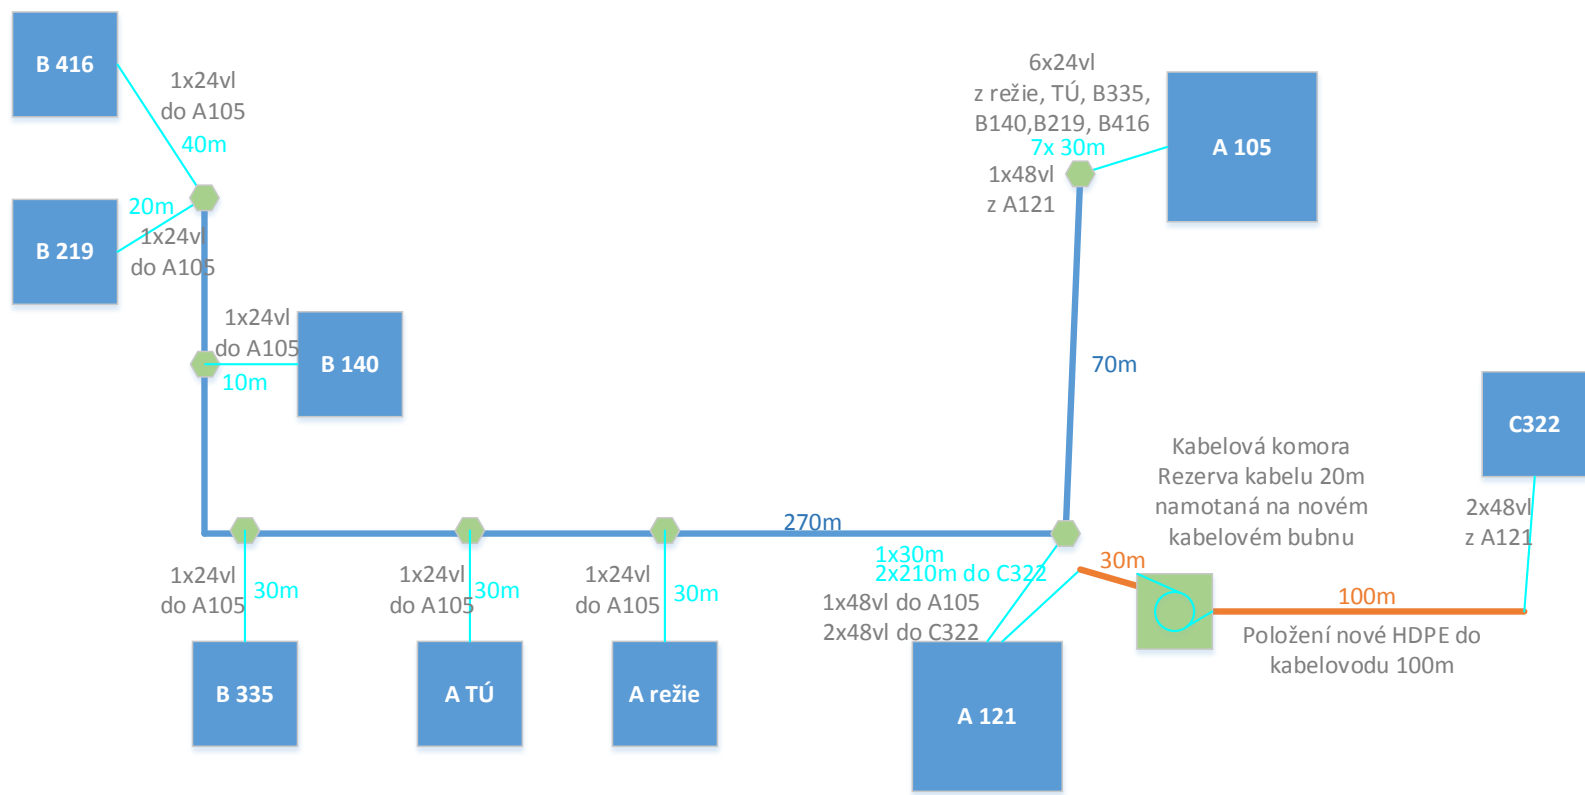 B 416
1x24vl
do A105
40m
20m
1x24vl
do A105
B 219
1x24vl
do A105
10m
B 140
6x24vl
z režie, TÚ, B335,
B140,B219, B416
7x 30m
1x48vl
z A121
A 105
70m
C322
2x48vl
z A121
Kabelová komora
Rezerva kabelu 20m
namotaná na novém
kabelovém bubnu
270m
1x30m
2x210m do C322
1x48vl do A105
2x48vl do C322
30m
100m
Položení nové HDPE do
kabelovodu 100m
1x24vl
do A105
30m
B 335
1x24vl
do A105
30m
A TÚ
1x24vl
do A105
30m
A režie
A 121